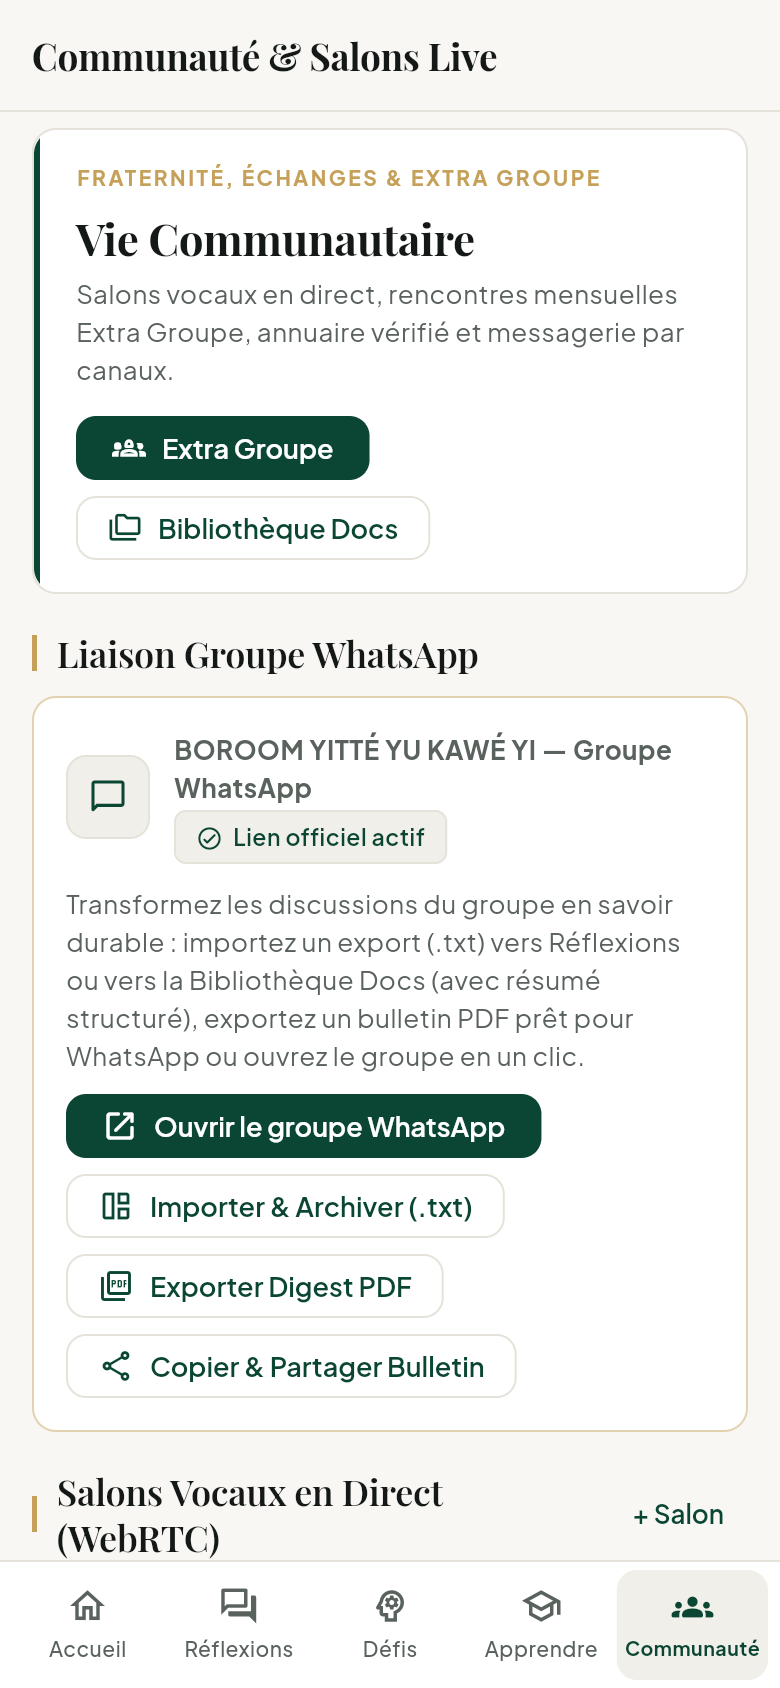 Communauté & Salons Live
FRATERNITÉ, ÉCHANGES & EXTRA GROUPE
Vie Communautaire
Salons vocaux en direct, rencontres mensuelles
Extra Groupe, annuaire vérifié et messagerie par
canaux.
Extra Groupe
Bibliothèque Docs
Liaison Groupe WhatsApp
BOROOM YITTÉ YU KAWÉ YI — Groupe
WhatsApp
Lien officiel actif
Transformez les discussions du groupe en savoir
durable : importez un export (.txt) vers Réflexions
ou vers la Bibliothèque Docs (avec résumé
structuré), exportez un bulletin PDF prêt pour
WhatsApp ou ouvrez le groupe en un clic.
Ouvrir le groupe WhatsApp
Importer & Archiver (.txt)
PDF
Exporter Digest PDF
Copier & Partager Bulletin
Salons Vocaux en Direct
(WebRTC)
+ Salon
Accueil
Réflexions
Défis
Apprendre
Communauté